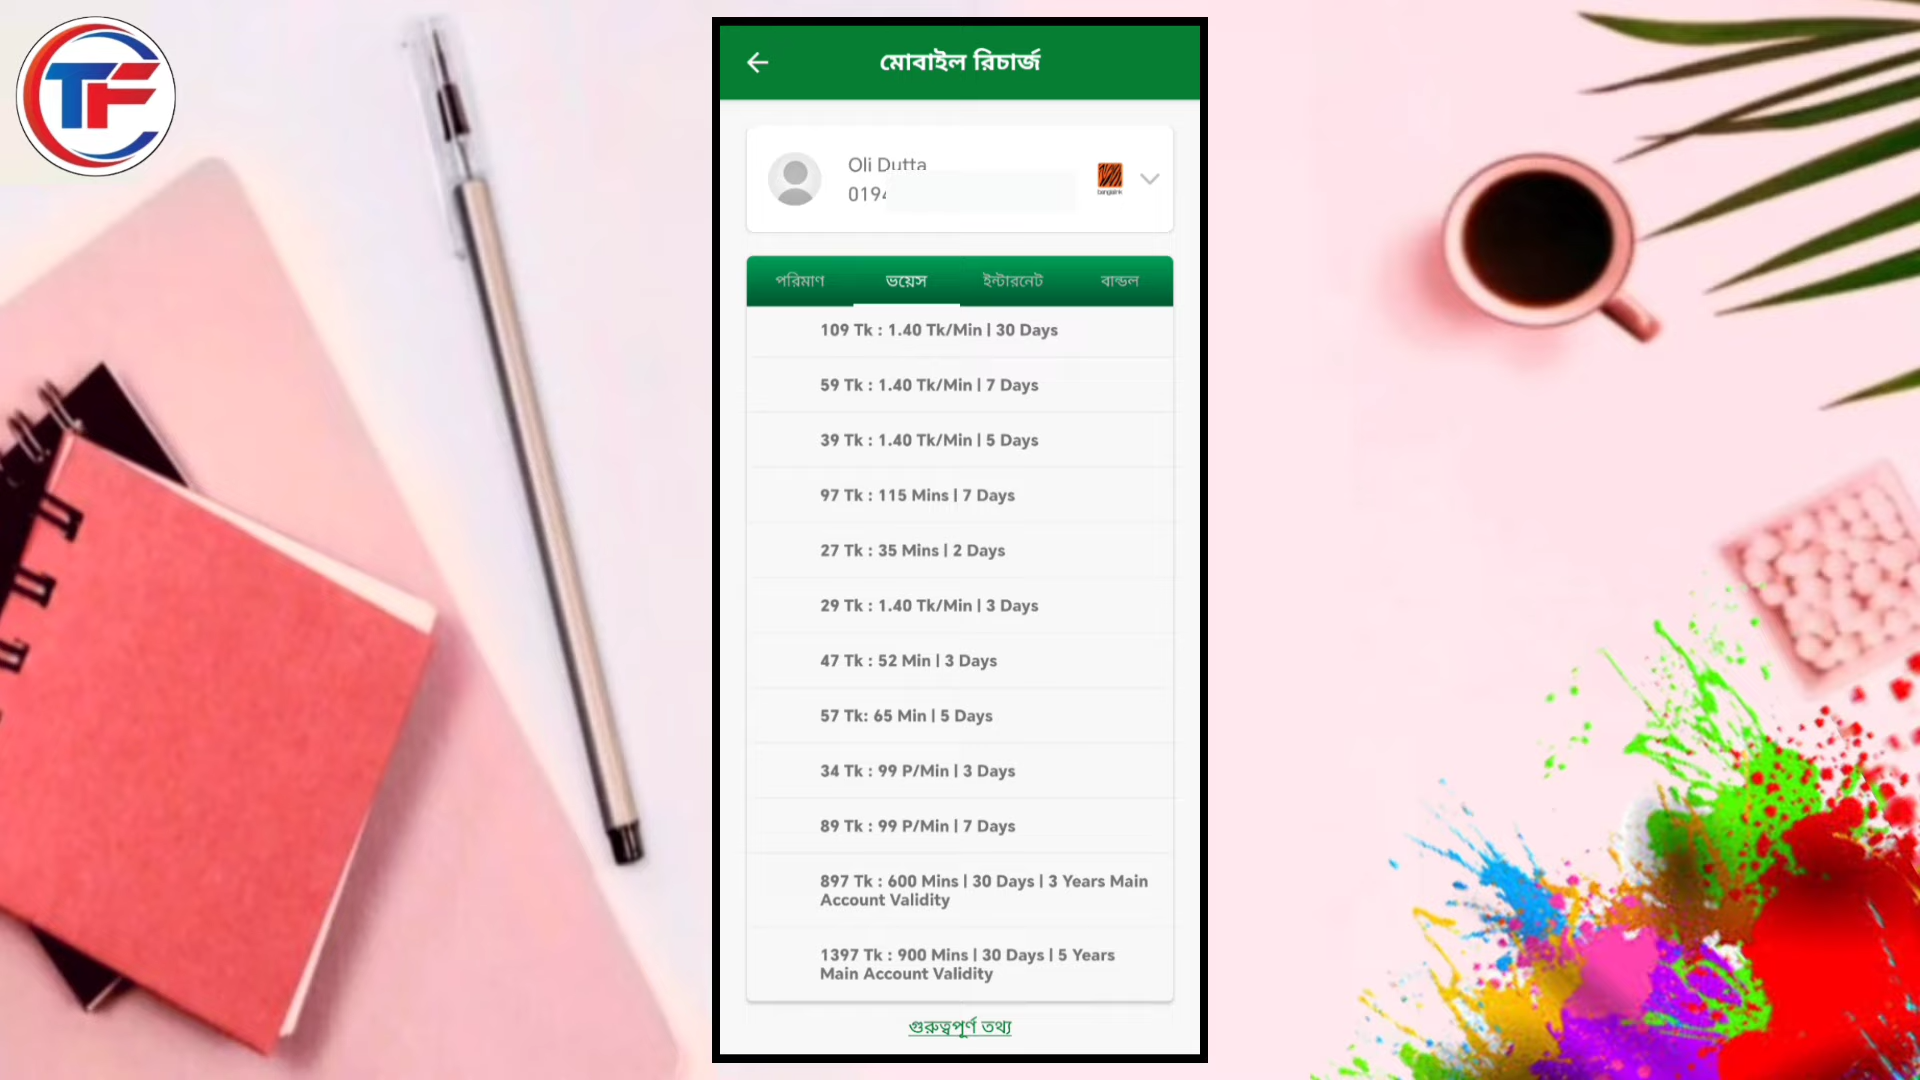 TF
মোবাইল রিচার্জ
Oli Dutta
019
banglalink
পরিমাণ ভয়েস ইন্টারনেট বান্ডল
109 Tk : 1.40 Tk/Min | 30 Days
59 Tk : 1.40 Tk/Min | 7 Days
39 Tk : 1.40 Tk/Min | 5 Days
97 Tk : 115 Mins | 7 Days
27 Tk : 35 Mins | 2 Days
29 Tk : 1.40 Tk/Min | 3 Days
47 Tk : 52 Min | 3 Days
57 Tk: 65 Min | 5 Days
34 Tk : 99 P/Min | 3 Days
89 Tk : 99 P/Min | 7 Days
897 Tk : 600 Mins | 30 Days | 3 Years Main
Account Validity
1397 Tk : 900 Mins | 30 Days | 5 Years
Main Account Validity
গুরুত্বপূর্ণ তথ্য